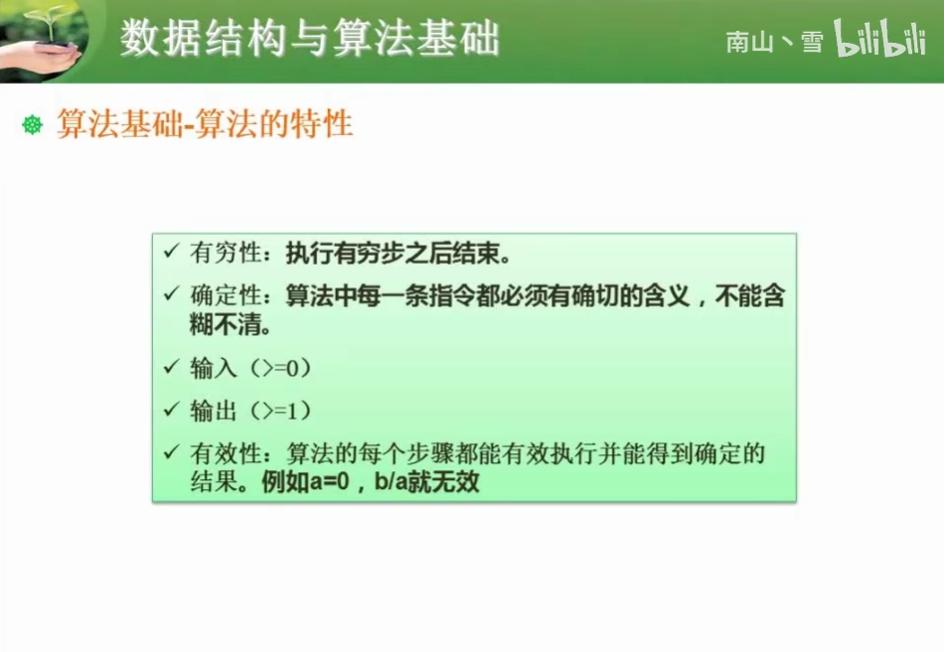 数据结构与算法基础
南山丶雪 bilibili
算法基础-算法的特性
✓ 有穷性：执行有穷步之后结束。
✓ 确定性：算法中每一条指令都必须有确切的含义，不能含
糊不清。
✓ 输入（>=0）
✓ 输出（>=1）
✓ 有效性：算法的每个步骤都能有效执行并能得到确定的
结果。例如a=0，b/a就无效